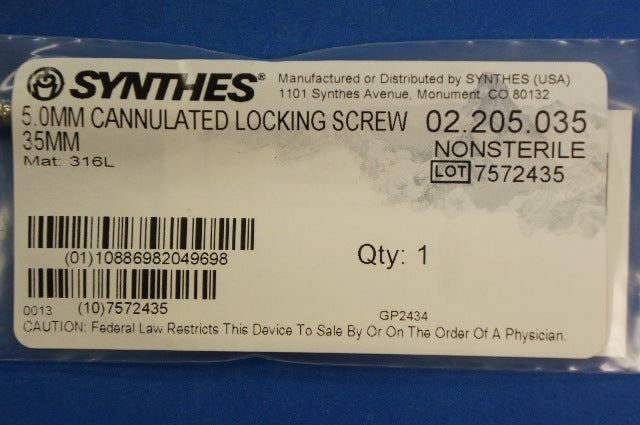 SYNTHES®
Manufactured or Distributed by SYNTHES (USA)
1101 Synthes Avenue, Monument, CO 80132
5.0MM CANNULATED LOCKING SCREW 02.205.035
35MM
NONSTERILE
Mat: 316L
LOT 7572435
(01)10886982049698
Qty: 1
(10)7572435
0013
GP2434
CAUTION: Federal Law Restricts This Device To Sale By Or On The Order Of A Physician.